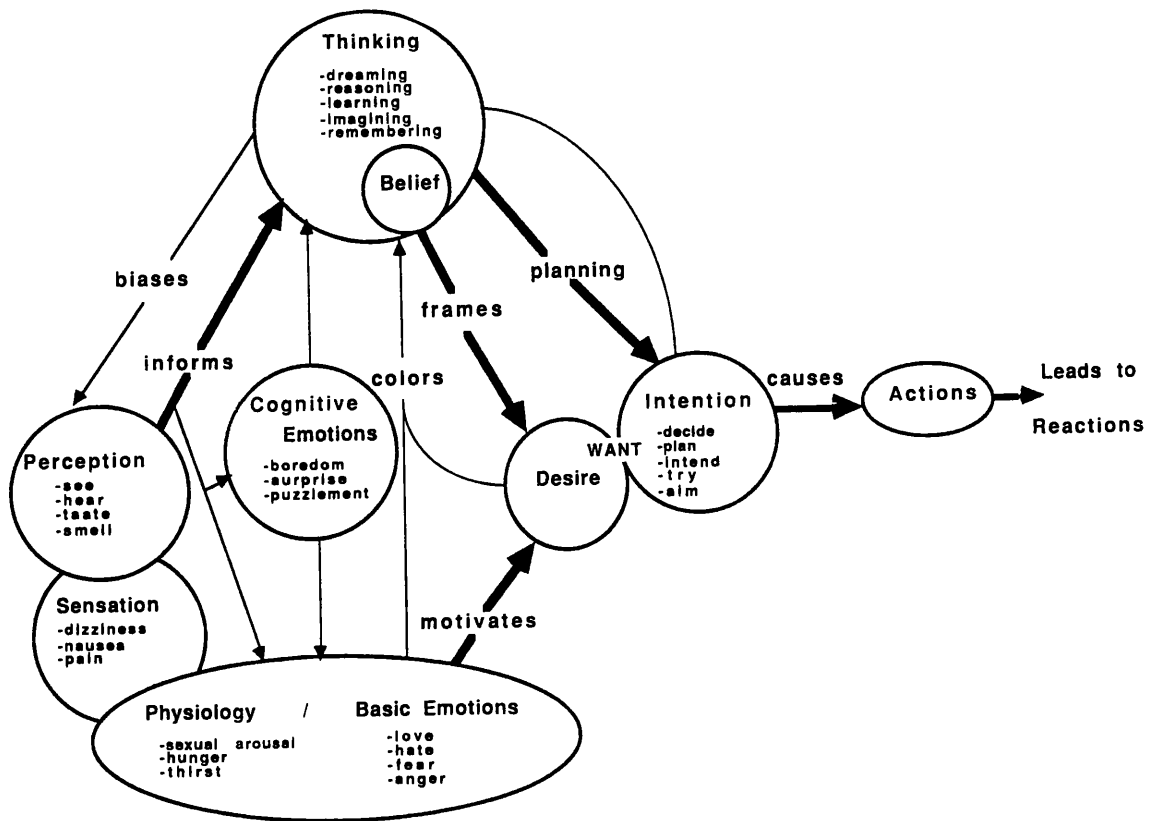 Thinking
-dreaming
-reasoning
-learning
-imagining
-remembering
Belief
biases
informs
frames
planning
colors
Cognitive
Emotions
-boredom
-aurprise
-puzzlement
Perception
-see
-hear
-taate
-smell
Sensation
-dizziness
-nausea
-pain
Desire
WANT
Intention
-decide
-plan
-intend
-try
-aim
causes
Actions
Leads to
Reactions
motivates
Physiology / Basic Emotions
-sexual arousal
-hunger
-thirst
-love
-hate
-fear
-anger